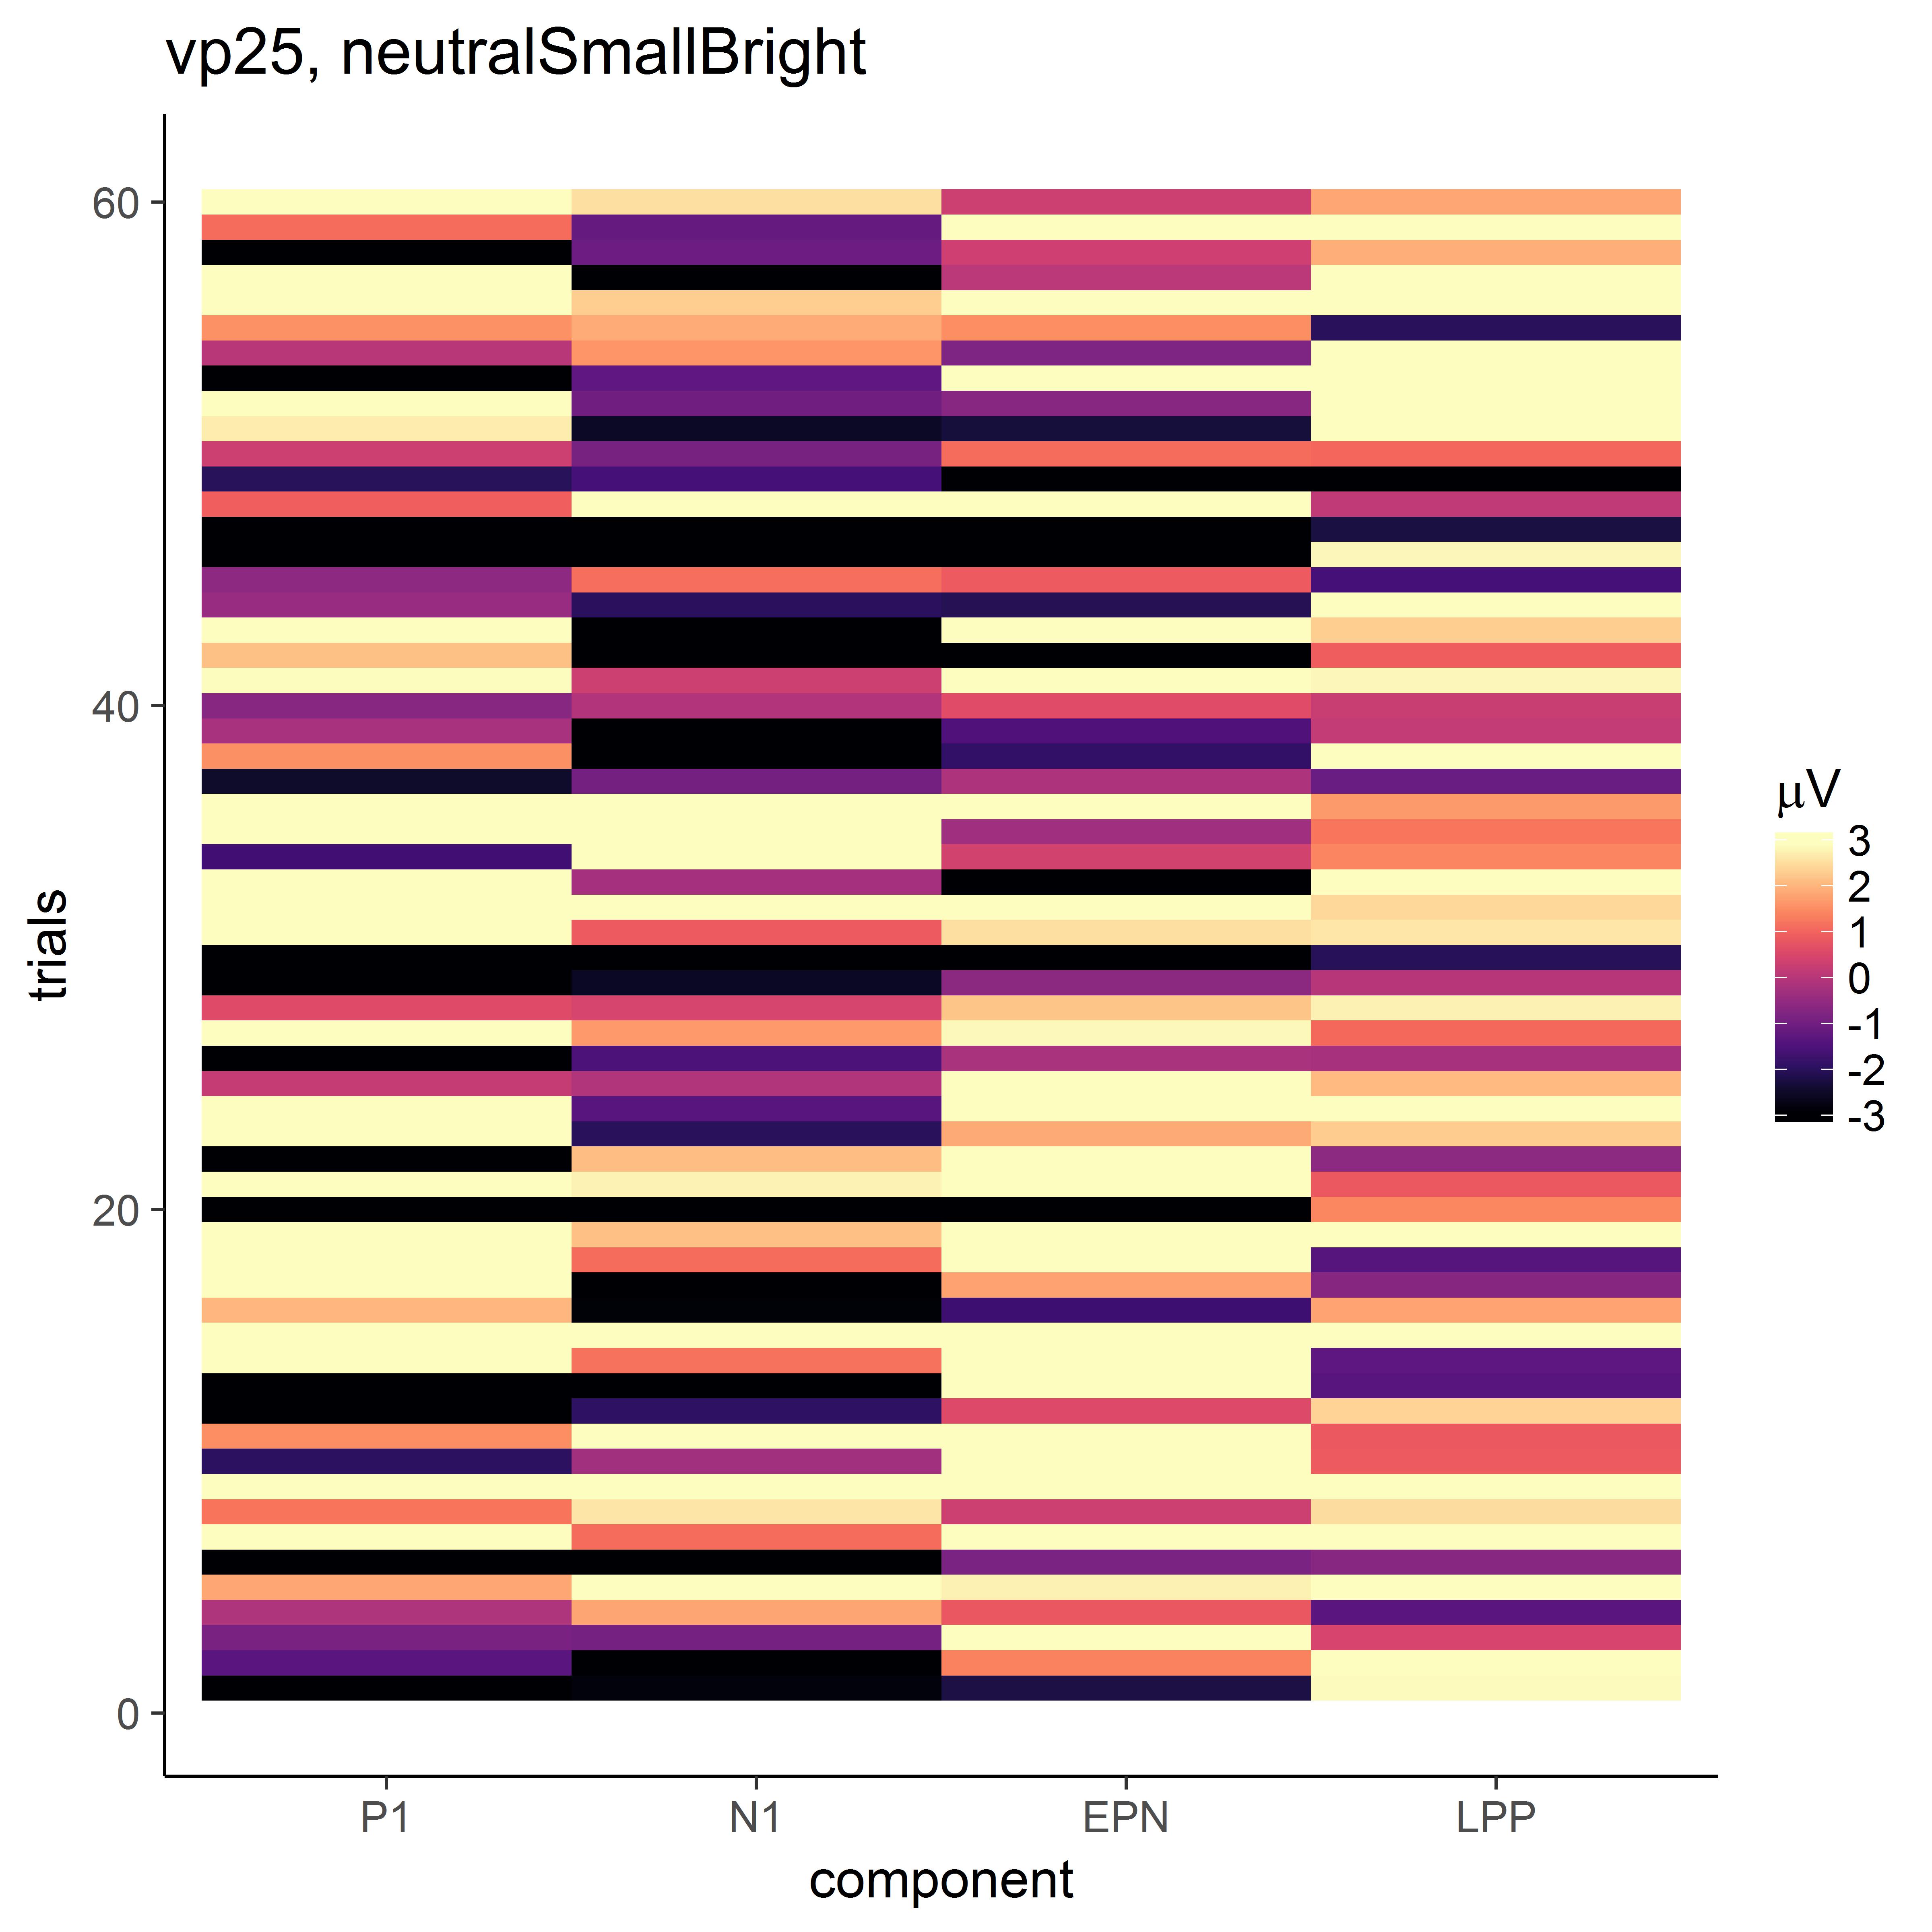 vp25, neutralSmallBright
60
40
20
0
trials
P1 N1 EPN LPP
component
μV
3
2
1
0
-1
-2
-3